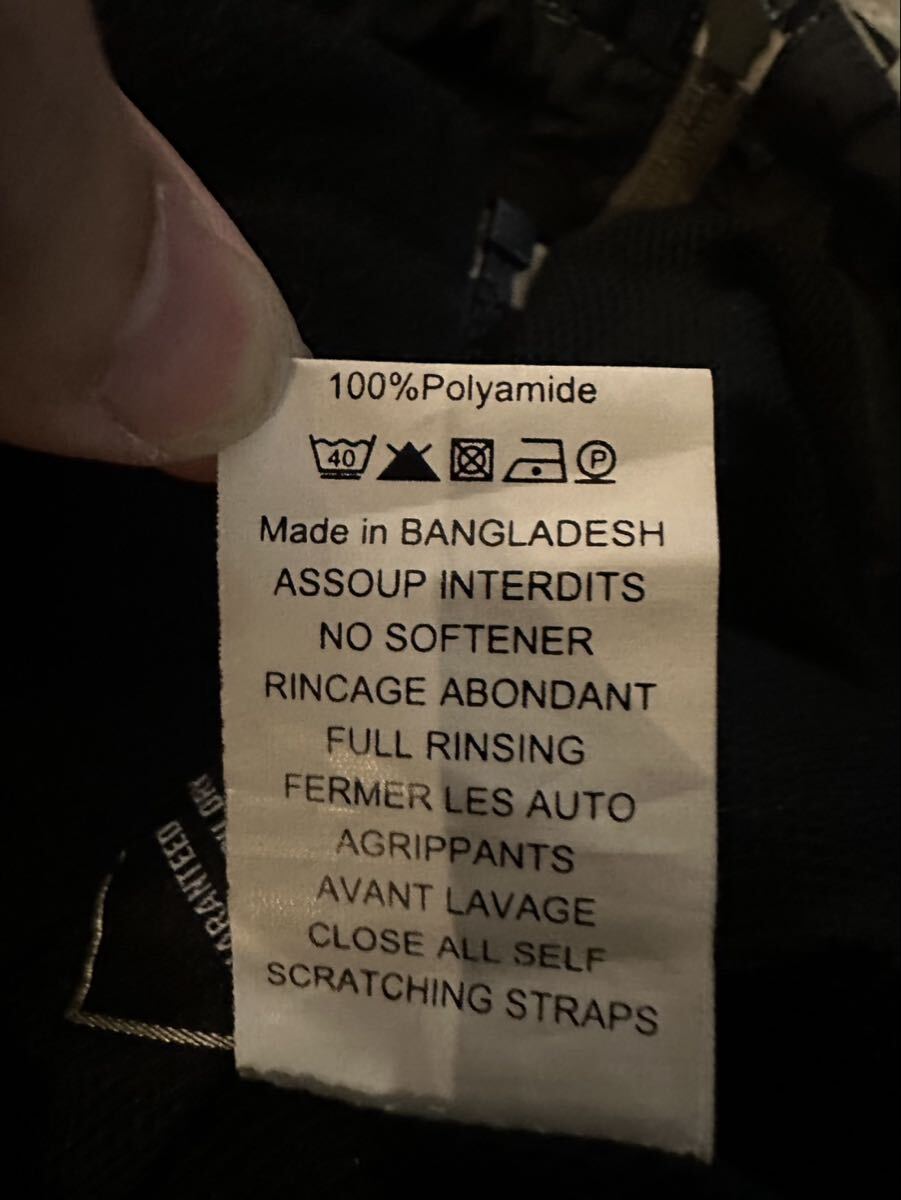 100%Polyamide
40 P
Made in BANGLADESH
ASSOUP INTERDITS
NO SOFTENER
RINCAGE ABONDANT
FULL RINSING
FERMER LES AUTO
AGRIPPANTS
AVANT LAVAGE
CLOSE ALL SELF
SCRATCHING STRAPS